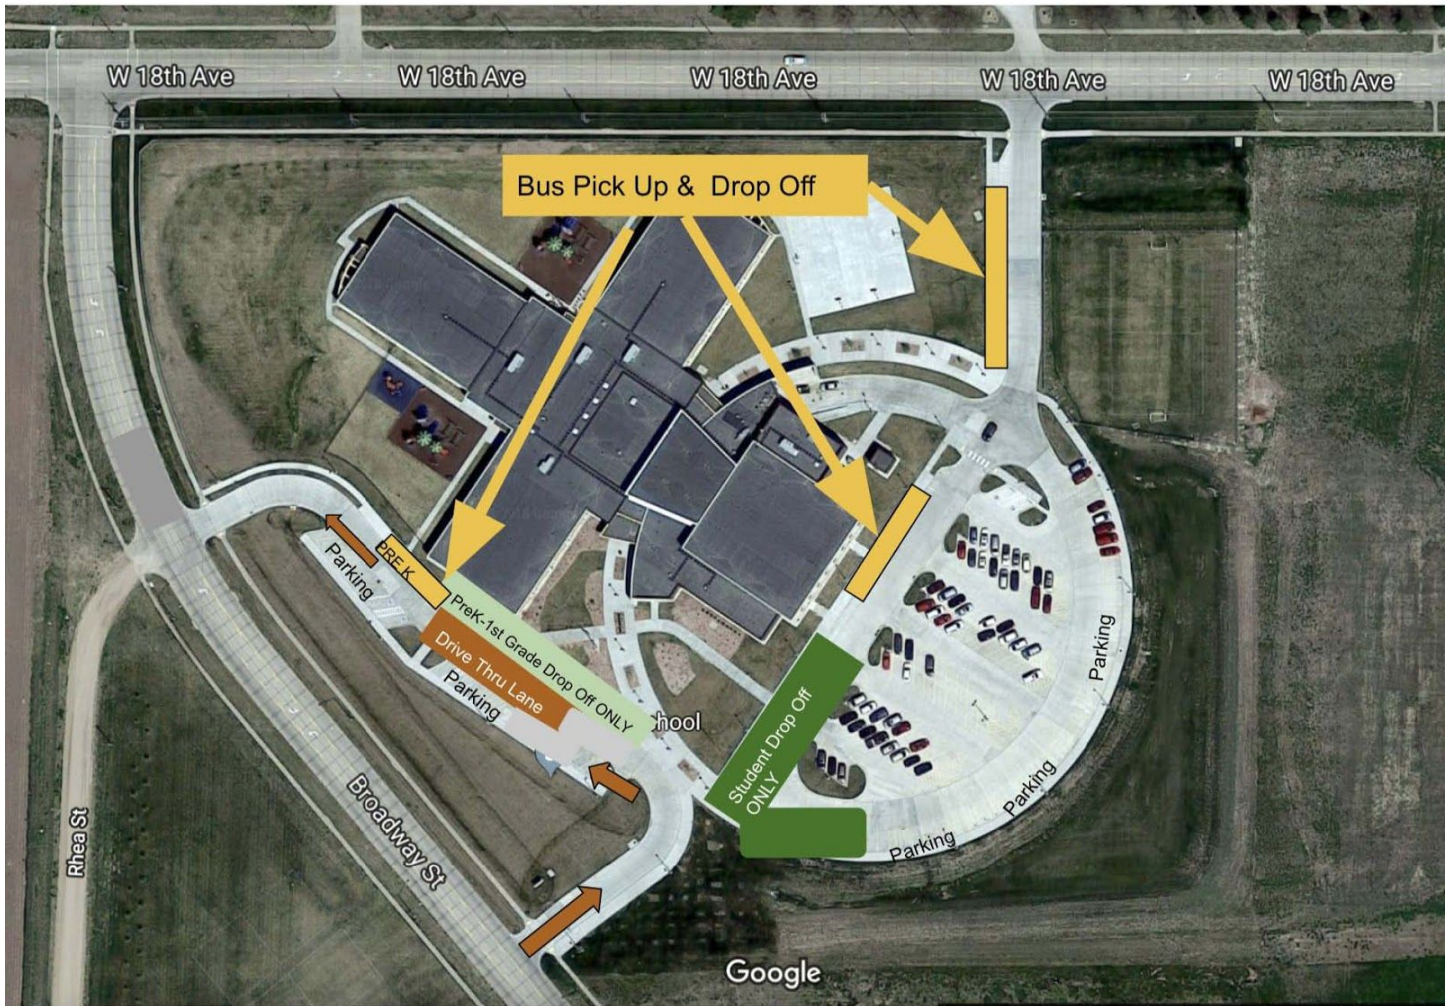 W 18th Ave
W 18th Ave
W 18th Ave
W 18th Ave
W 18th Ave
Bus Pick Up & Drop Off
PRE K
Parking
PreK-1st Grade Drop Off ONLY
Drive Thru Lane
Parking
hool
Student Drop Off
ONLY
Parking
Parking
Parking
Broadway St
Rhea St
Google